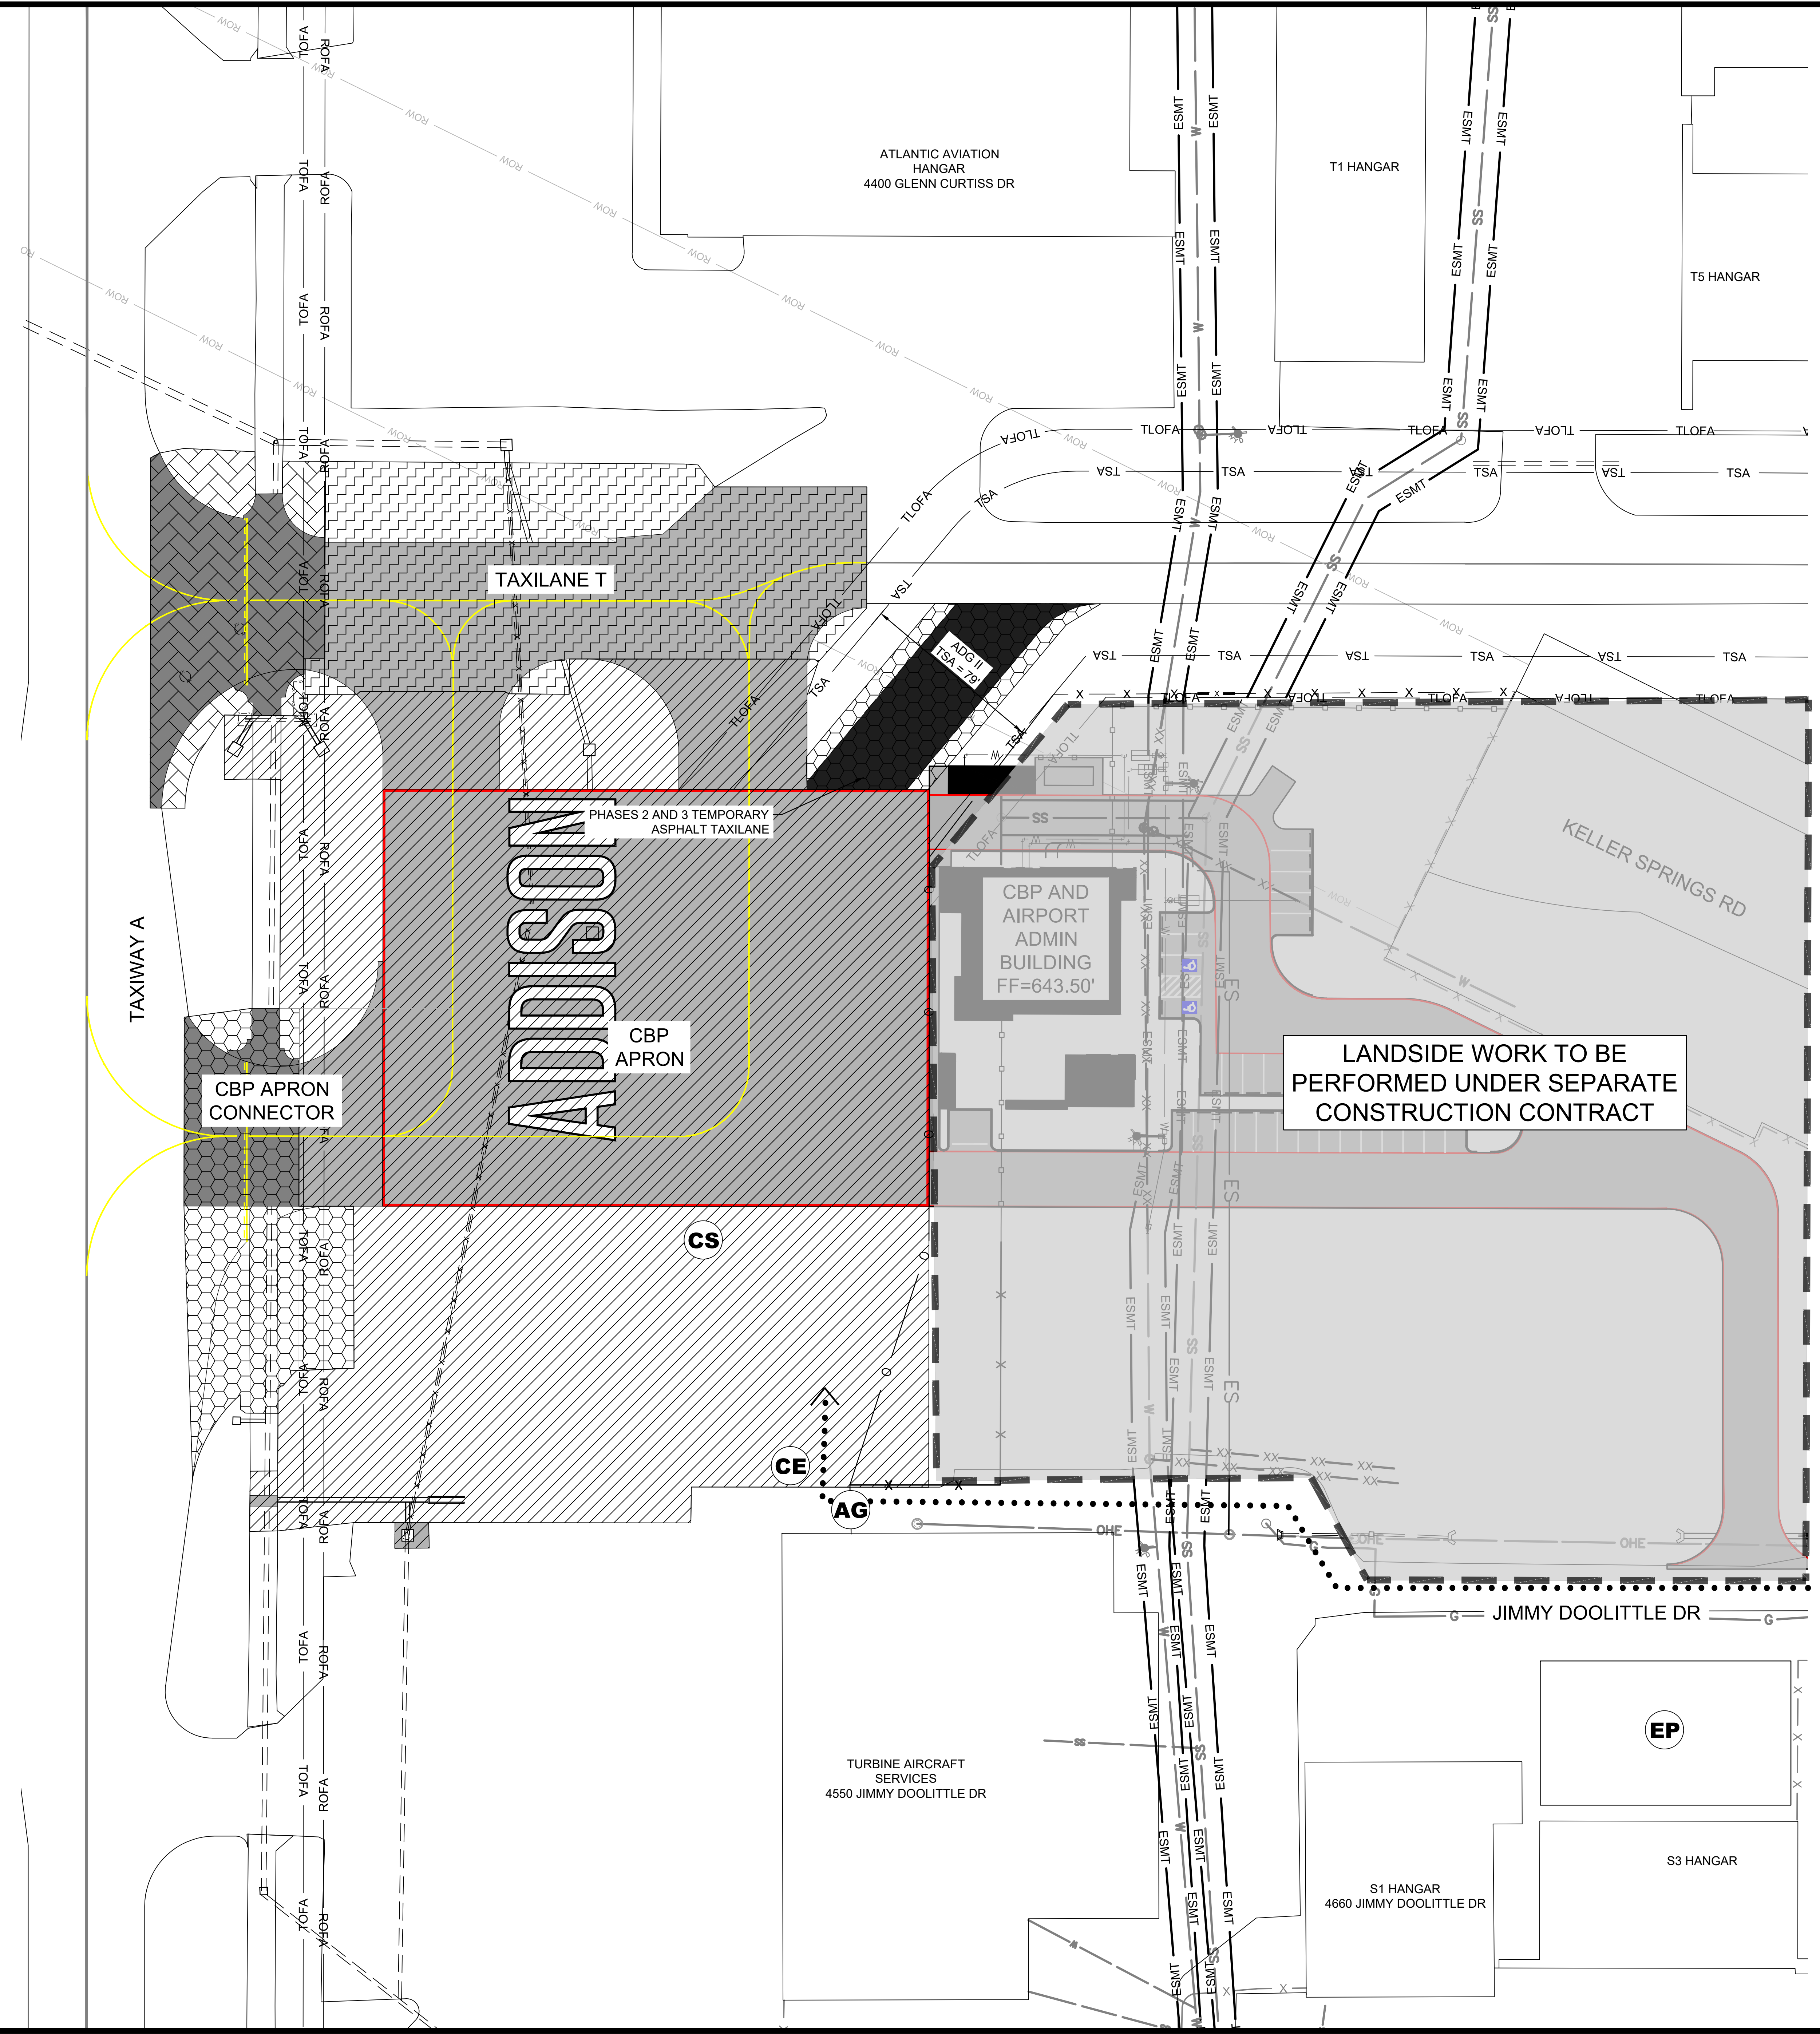 ATLANTIC AVIATION
HANGAR
4400 GLENN CURTISS DR
T1 HANGAR
T5 HANGAR
ROW
TOFA
ROFA
ESMT
W
SS
TLOFA
TSA
TAXILANE T
ADG II
TSA = 79'
PHASES 2 AND 3 TEMPORARY
ASPHALT TAXILANE
ADDISON
TAXIWAY A
CBP
APRON
CBP APRON
CONNECTOR
CBP AND
AIRPORT
ADMIN
BUILDING
FF=643.50'
KELLER SPRINGS RD
LANDSIDE WORK TO BE
PERFORMED UNDER SEPARATE
CONSTRUCTION CONTRACT
ES
XX
X
O
CS
CE
AG
OHE
G
JIMMY DOOLITTLE DR
EP
TURBINE AIRCRAFT
SERVICES
4550 JIMMY DOOLITTLE DR
S1 HANGAR
4660 JIMMY DOOLITTLE DR
S3 HANGAR